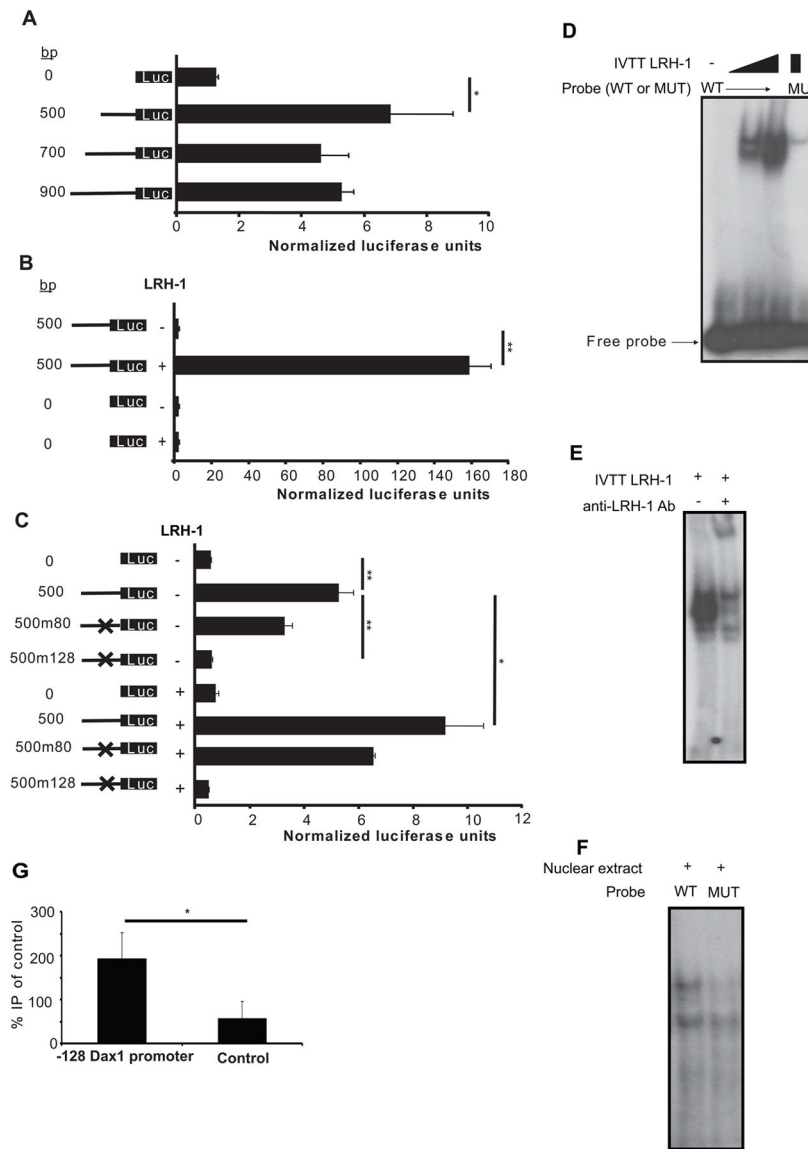 A
bp
0 Luc
500 Luc
700 Luc
900 Luc
0 2 4 6 8 10
Normalized luciferase units
*
B
bp
LRH-1
500 Luc -
500 Luc +
0 Luc -
0 Luc +
0 20 40 60 80 100 120 140 160 180
Normalized luciferase units
**
C
LRH-1
0 Luc -
500 Luc -
500m80 Luc -
500m128 Luc -
0 Luc +
500 Luc +
500m80 Luc +
500m128 Luc +
0 2 4 6 8 10 12
Normalized luciferase units
**
**
*
D
IVTT LRH-1 -
Probe (WT or MUT) WT MU
Free probe
E
IVTT LRH-1 + +
anti-LRH-1 Ab - +
F
Nuclear extract + +
Probe WT MUT
G
% IP of control
300
200
100
0
*
-128 Dax1 promoter Control